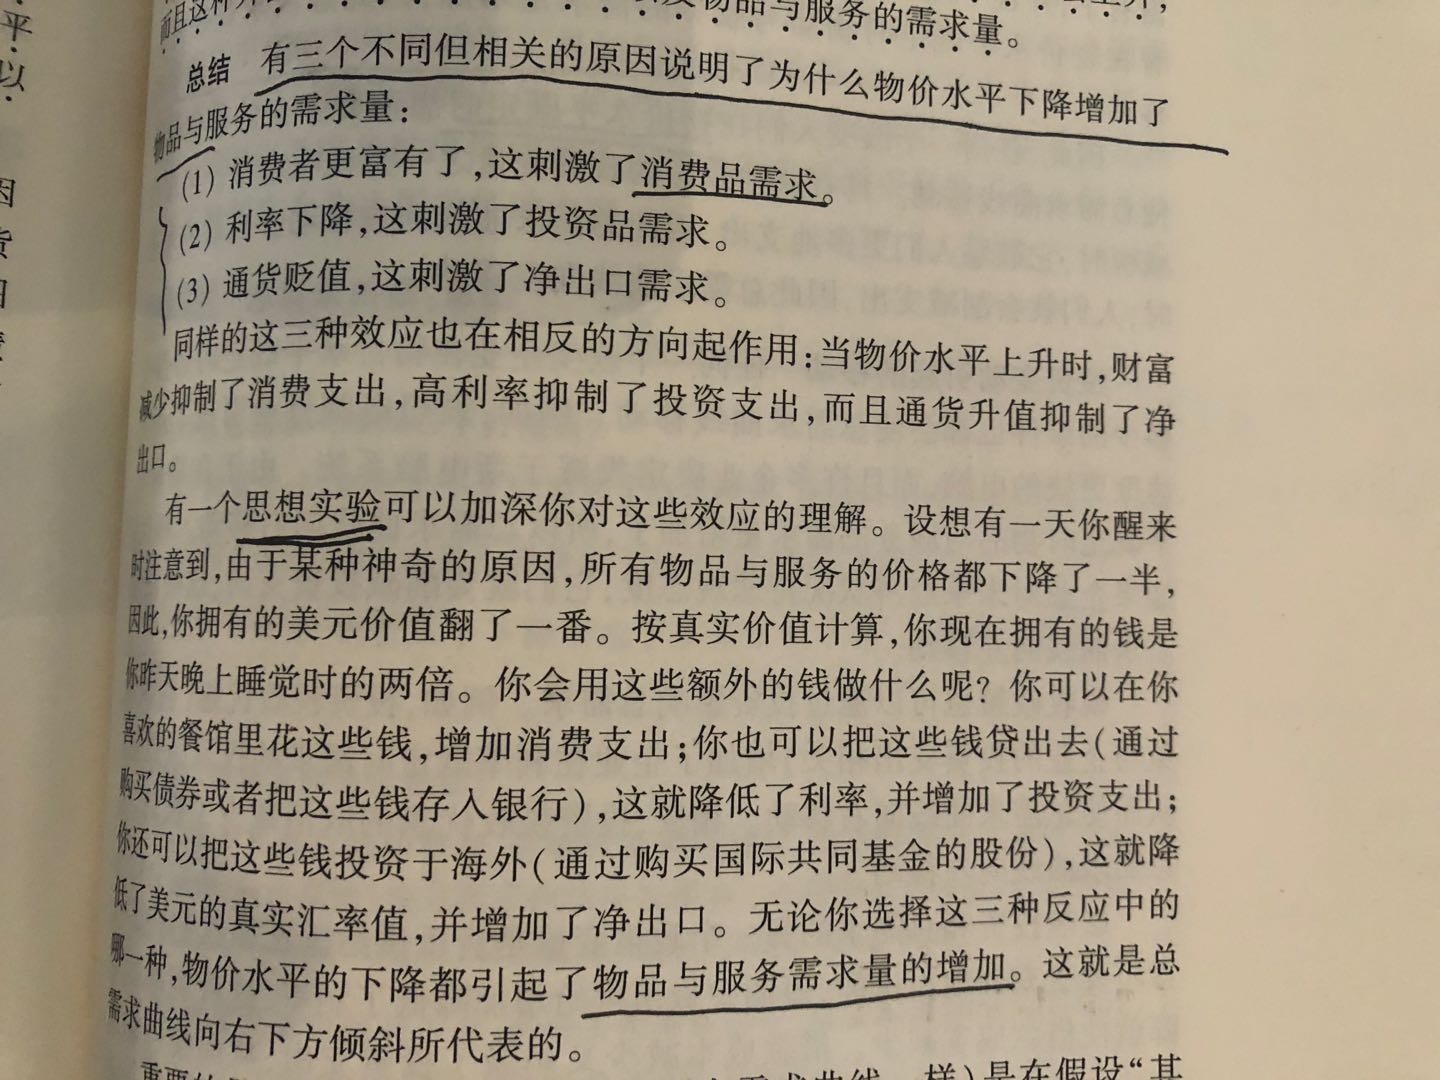 而且这种
物品与服务的需求量。
总结 有三个不同但相关的原因说明了为什么物价水平下降增加了
物品与服务的需求量:
(1) 消费者更富有了,这刺激了消费品需求。
(2) 利率下降,这刺激了投资品需求。
(3) 通货贬值,这刺激了净出口需求。
同样的这三种效应也在相反的方向起作用:当物价水平上升时,财富
减少抑制了消费支出,高利率抑制了投资支出,而且通货升值抑制了净
出口。
有一个思想实验可以加深你对这些效应的理解。设想有一天你醒来
时注意到,由于某种神奇的原因,所有物品与服务的价格都下降了一半,
因此,你拥有的美元价值翻了一番。按真实价值计算,你现在拥有的钱是
你昨天晚上睡觉时的两倍。你会用这些额外的钱做什么呢?你可以在你
喜欢的餐馆里花这些钱,增加消费支出;你也可以把这些钱贷出去(通过
购买债券或者把这些钱存入银行),这就降低了利率,并增加了投资支出;
你还可以把这些钱投资于海外(通过购买国际共同基金的股份),这就降
低了美元的真实汇率值,并增加了净出口。无论你选择这三种反应中的
哪一种,物价水平的下降都引起了物品与服务需求量的增加。这就是总
需求曲线向右下方倾斜所代表的。
重要的是 需求曲线一样)是在假设“其
平
以